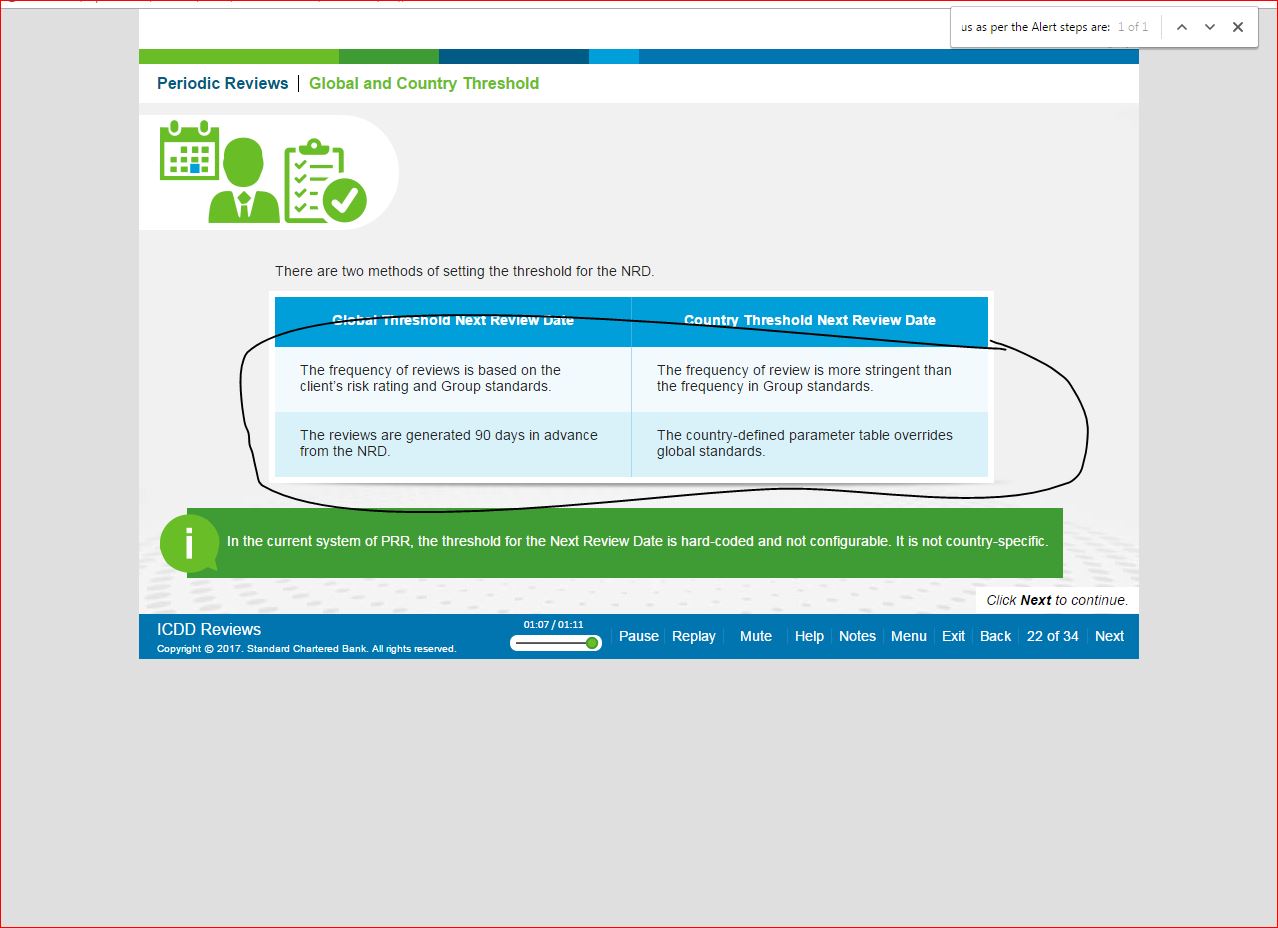 us as per the Alert steps are: 1 of 1
Periodic Reviews | Global and Country Threshold
There are two methods of setting the threshold for the NRD.
Global Threshold Next Review Date
Country Threshold Next Review Date
The frequency of reviews is based on the
client's risk rating and Group standards.
The frequency of review is more stringent than
the frequency in Group standards.
The reviews are generated 90 days in advance
from the NRD.
The country-defined parameter table overrides
global standards.
i
In the current system of PRR, the threshold for the Next Review Date is hard-coded and not configurable. It is not country-specific.
Click Next to continue.
ICDD Reviews
Copyright © 2017. Standard Chartered Bank. All rights reserved.
01:07 / 01:11
Pause Replay Mute Help Notes Menu Exit Back 22 of 34 Next